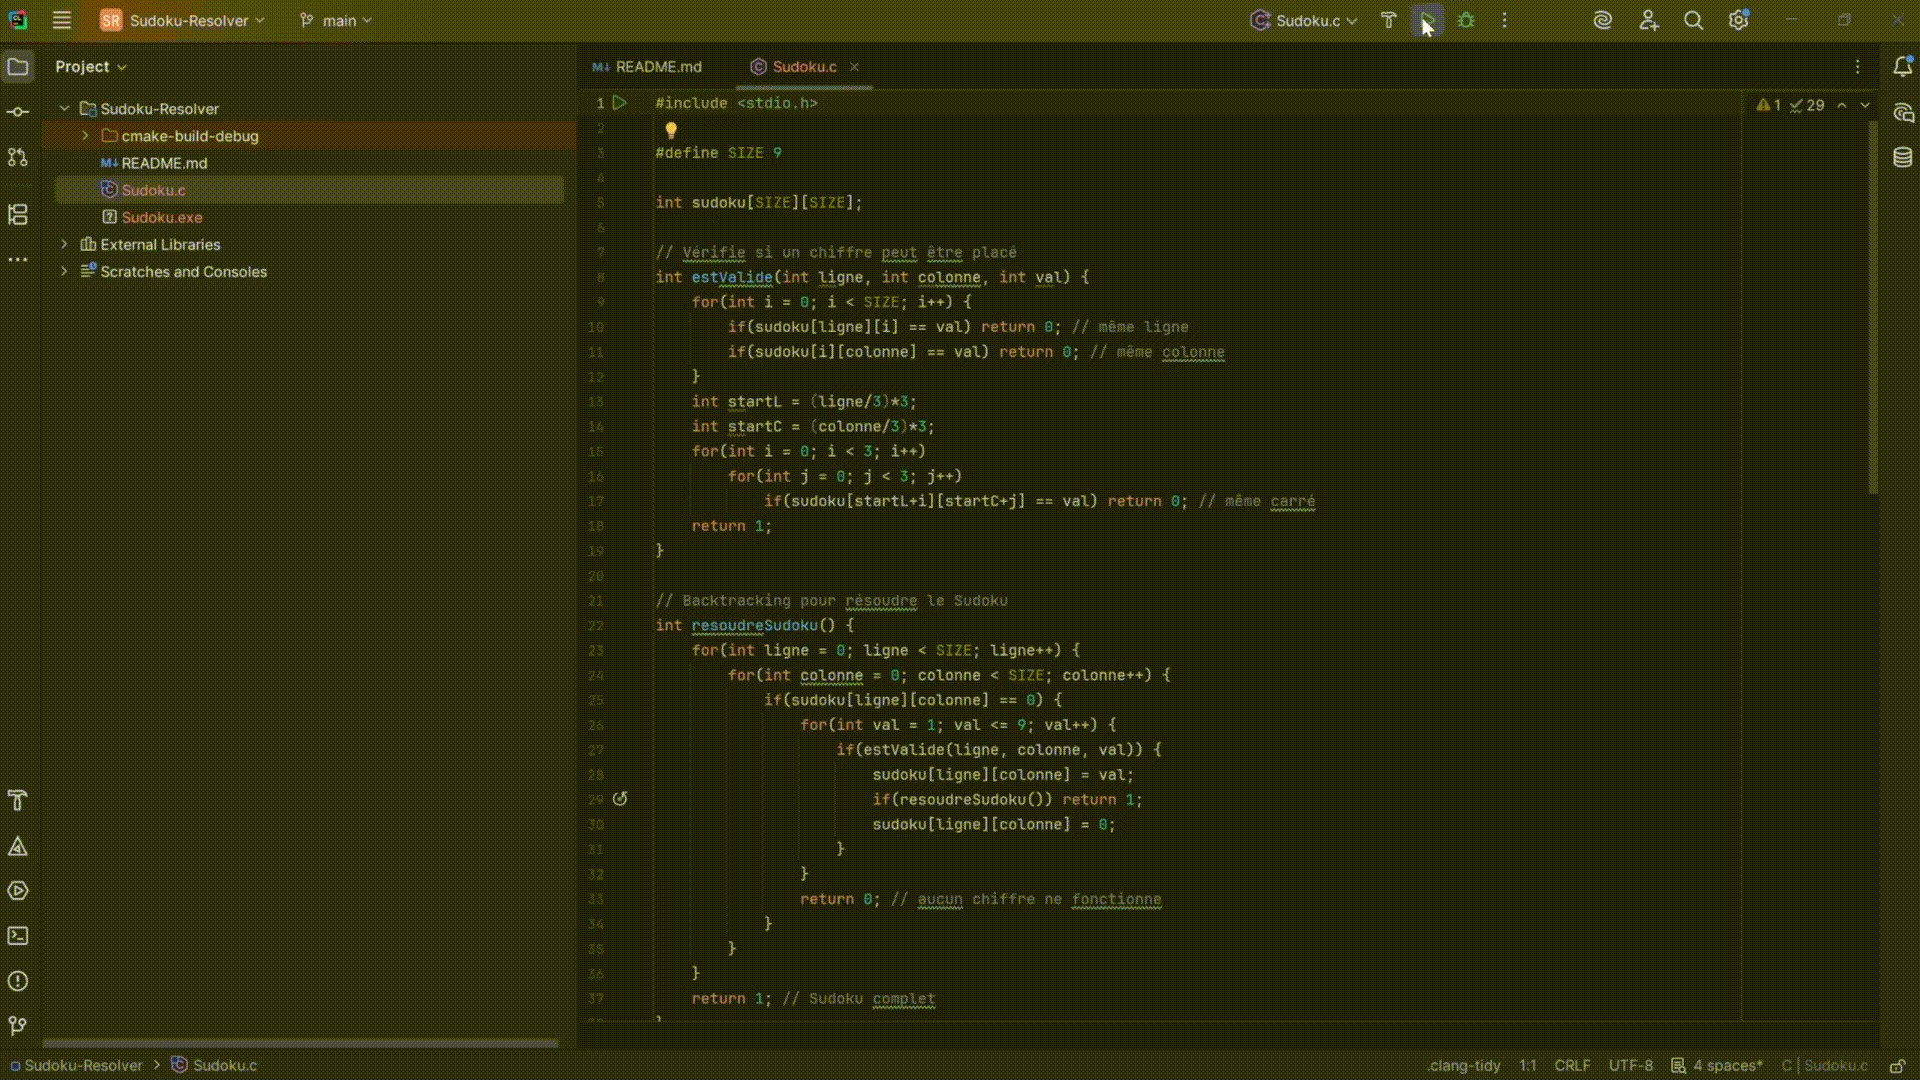 SR Sudoku-Resolver main Sudoku.c
Project
Sudoku-Resolver
cmake-build-debug
README.md
Sudoku.c
Sudoku.exe
External Libraries
Scratches and Consoles
README.md Sudoku.c
1 #include <stdio.h> 1 29
2
3 #define SIZE 9
4
5 int sudoku[SIZE][SIZE];
6
7 // Vérifie si un chiffre peut être placé
8 int estValide(int ligne, int colonne, int val) {
9 for(int i = 0; i < SIZE; i++) {
10 if(sudoku[ligne][i] == val) return 0; // même ligne
11 if(sudoku[i][colonne] == val) return 0; // même colonne
12 }
13 int startL = (ligne/3)*3;
14 int startC = (colonne/3)*3;
15 for(int i = 0; i < 3; i++)
16 for(int j = 0; j < 3; j++)
17 if(sudoku[startL+i][startC+j] == val) return 0; // même carré
18 return 1;
19 }
20
21 // Backtracking pour résoudre le Sudoku
22 int resoudreSudoku() {
23 for(int ligne = 0; ligne < SIZE; ligne++) {
24 for(int colonne = 0; colonne < SIZE; colonne++) {
25 if(sudoku[ligne][colonne] == 0) {
26 for(int val = 1; val <= 9; val++) {
27 if(estValide(ligne, colonne, val)) {
28 sudoku[ligne][colonne] = val;
29 if(resoudreSudoku()) return 1;
30 sudoku[ligne][colonne] = 0;
31 }
32 }
33 return 0; // aucun chiffre ne fonctionne
34 }
35 }
36 }
37 return 1; // Sudoku complet
Sudoku-Resolver > Sudoku.c .clang-tidy 1:1 CRLF UTF-8 4 spaces* C | Sudoku.c